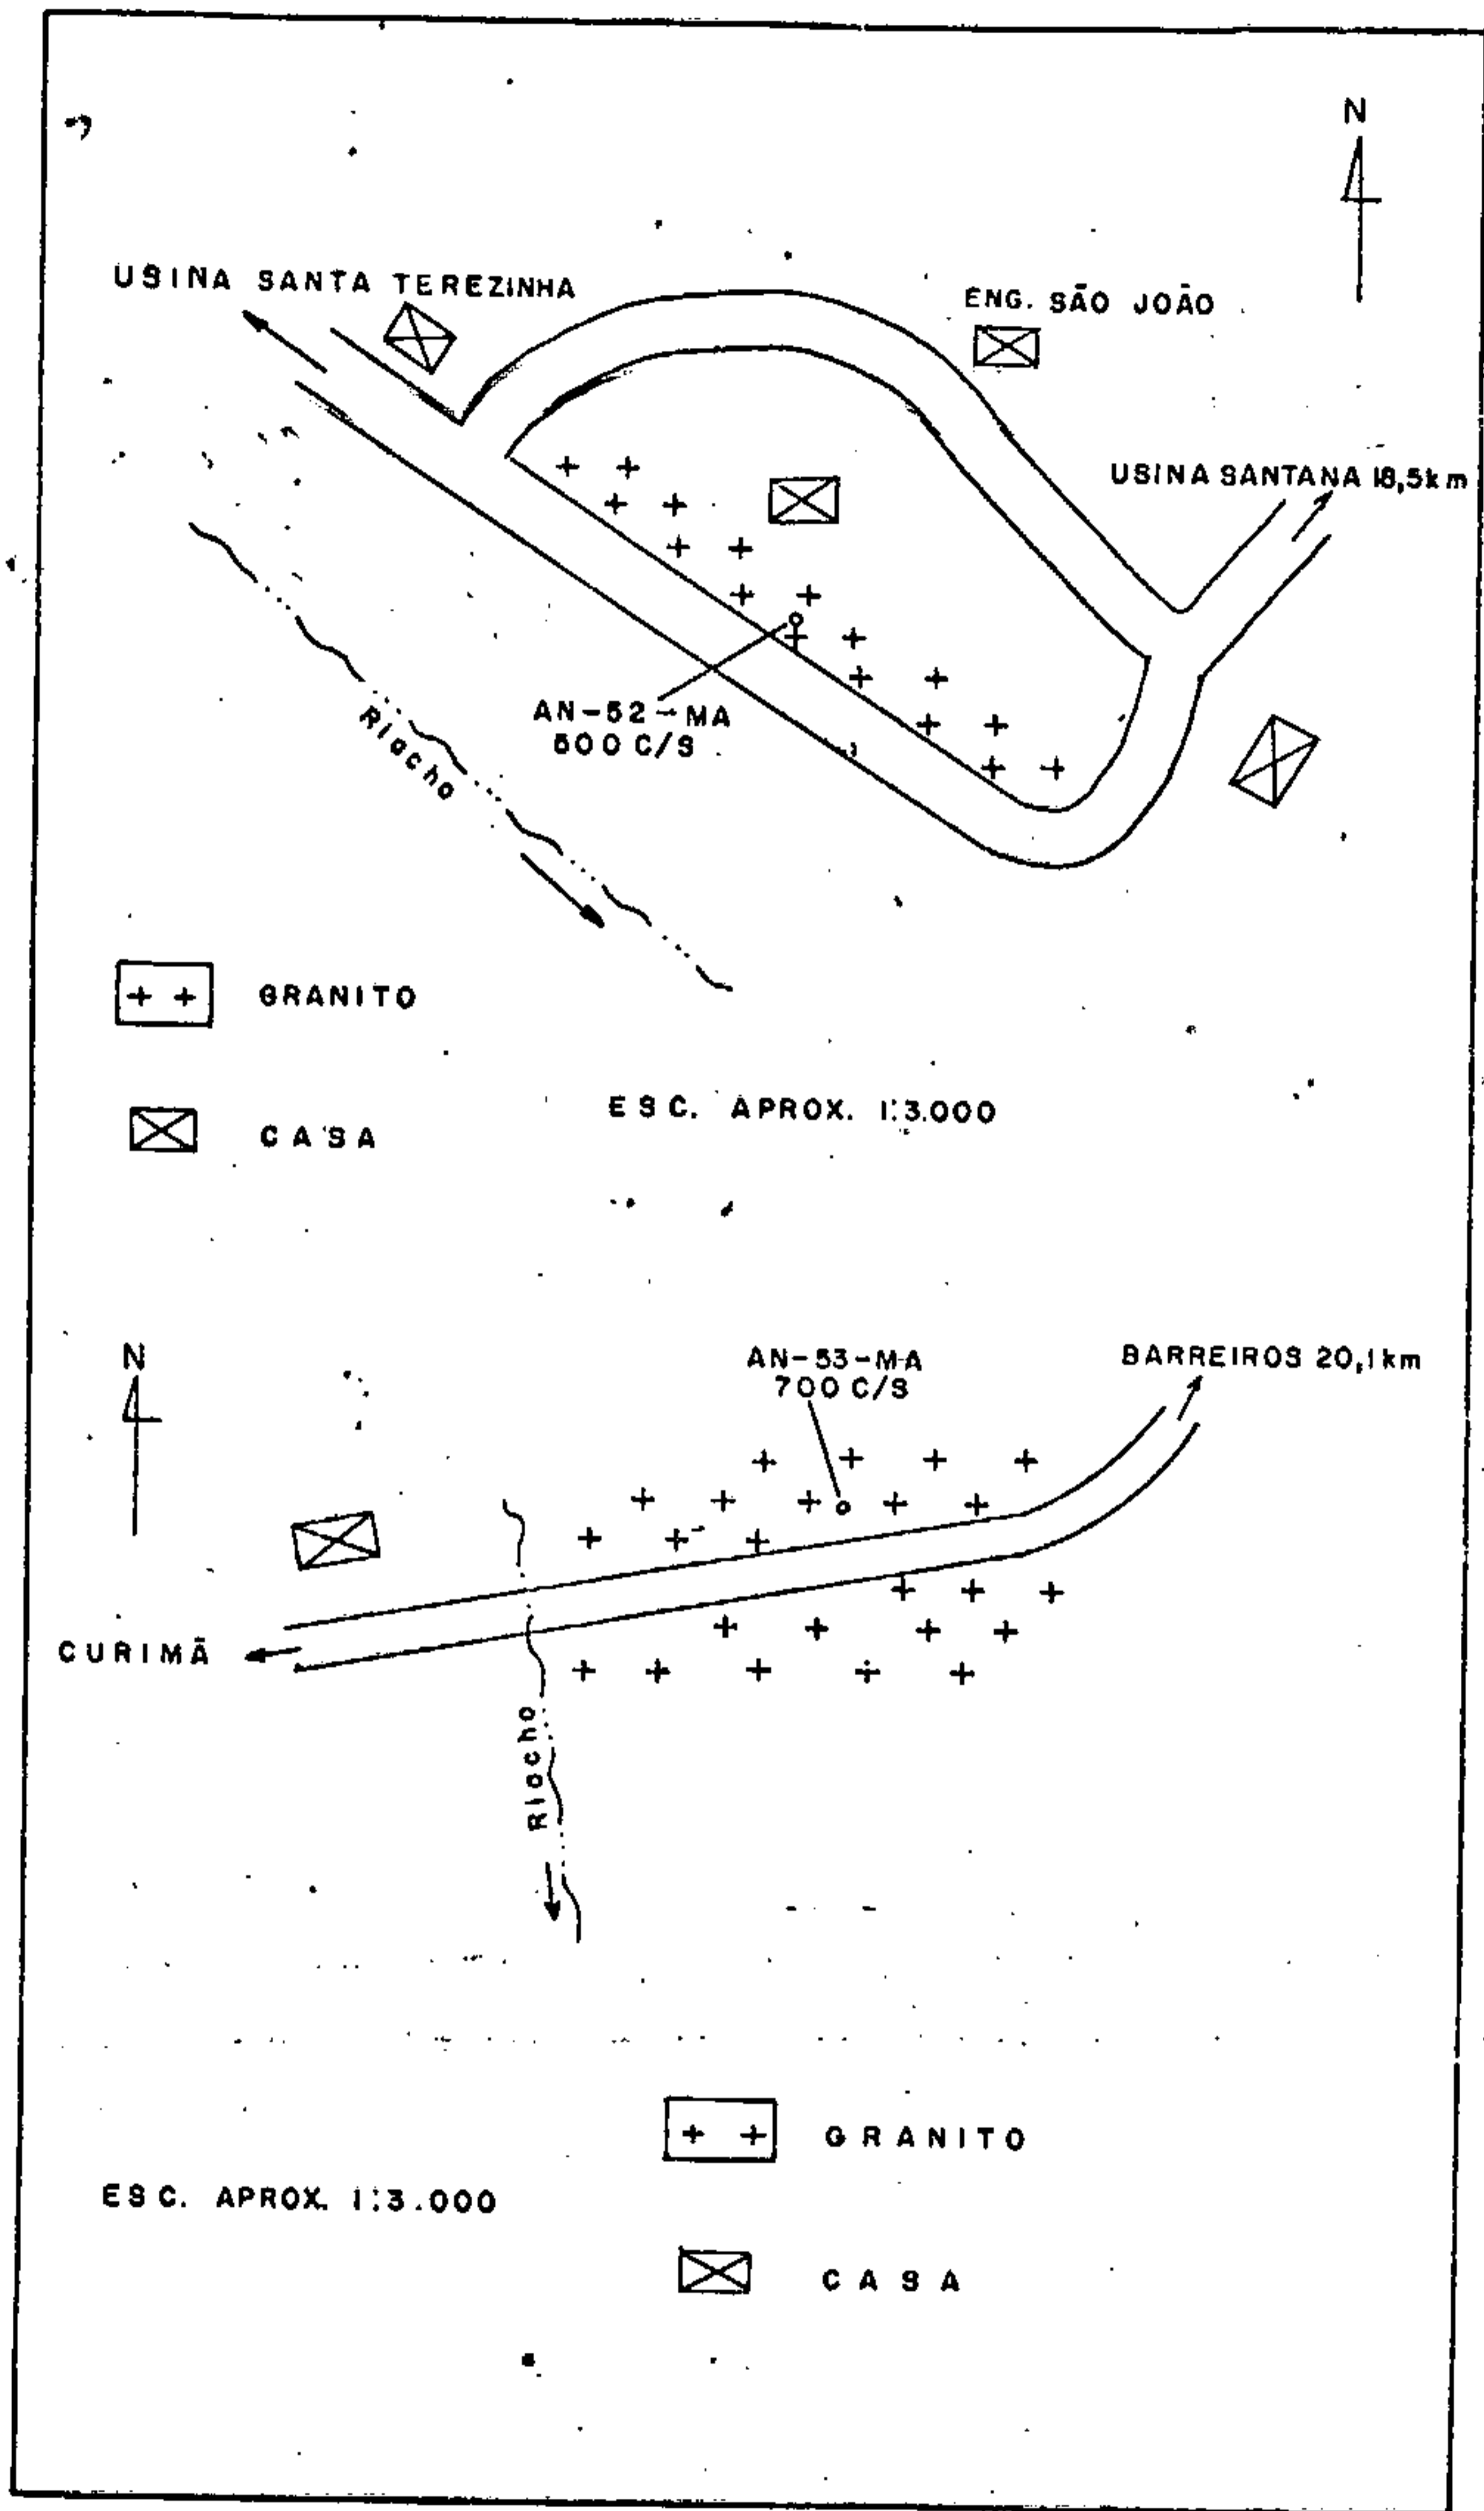 N
USINA SANTA TEREZINHA
ENG. SÃO JOÃO
USINA SANTANA 18,5km
AN-52-MA
500 C/S
Riacho
GRANITO
ESC. APROX. 1:3.000
CASA
N
AN-53-MA
700 C/S
BARREIROS 20,1km
CURIMÃ
Riacho
GRANITO
ESC. APROX. 1:3.000
CASA